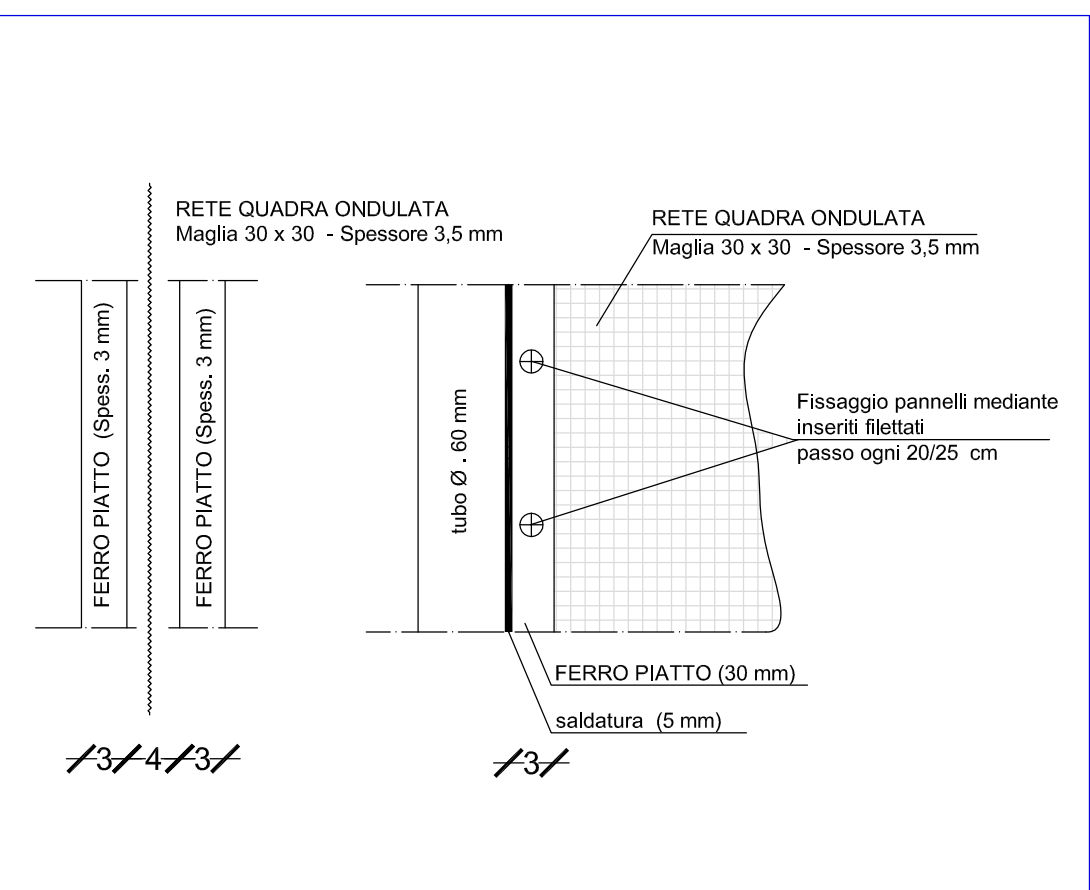 RETE QUADRA ONDULATA
Maglia 30 x 30 - Spessore 3,5 mm
RETE QUADRA ONDULATA
Maglia 30 x 30 - Spessore 3,5 mm
FERRO PIATTO (Spess. 3 mm)
FERRO PIATTO (Spess. 3 mm)
tubo Ø . 60 mm
Fissaggio pannelli mediante
inseriti filettati
passo ogni 20/25 cm
FERRO PIATTO (30 mm)
saldatura (5 mm)
3 4 3
3